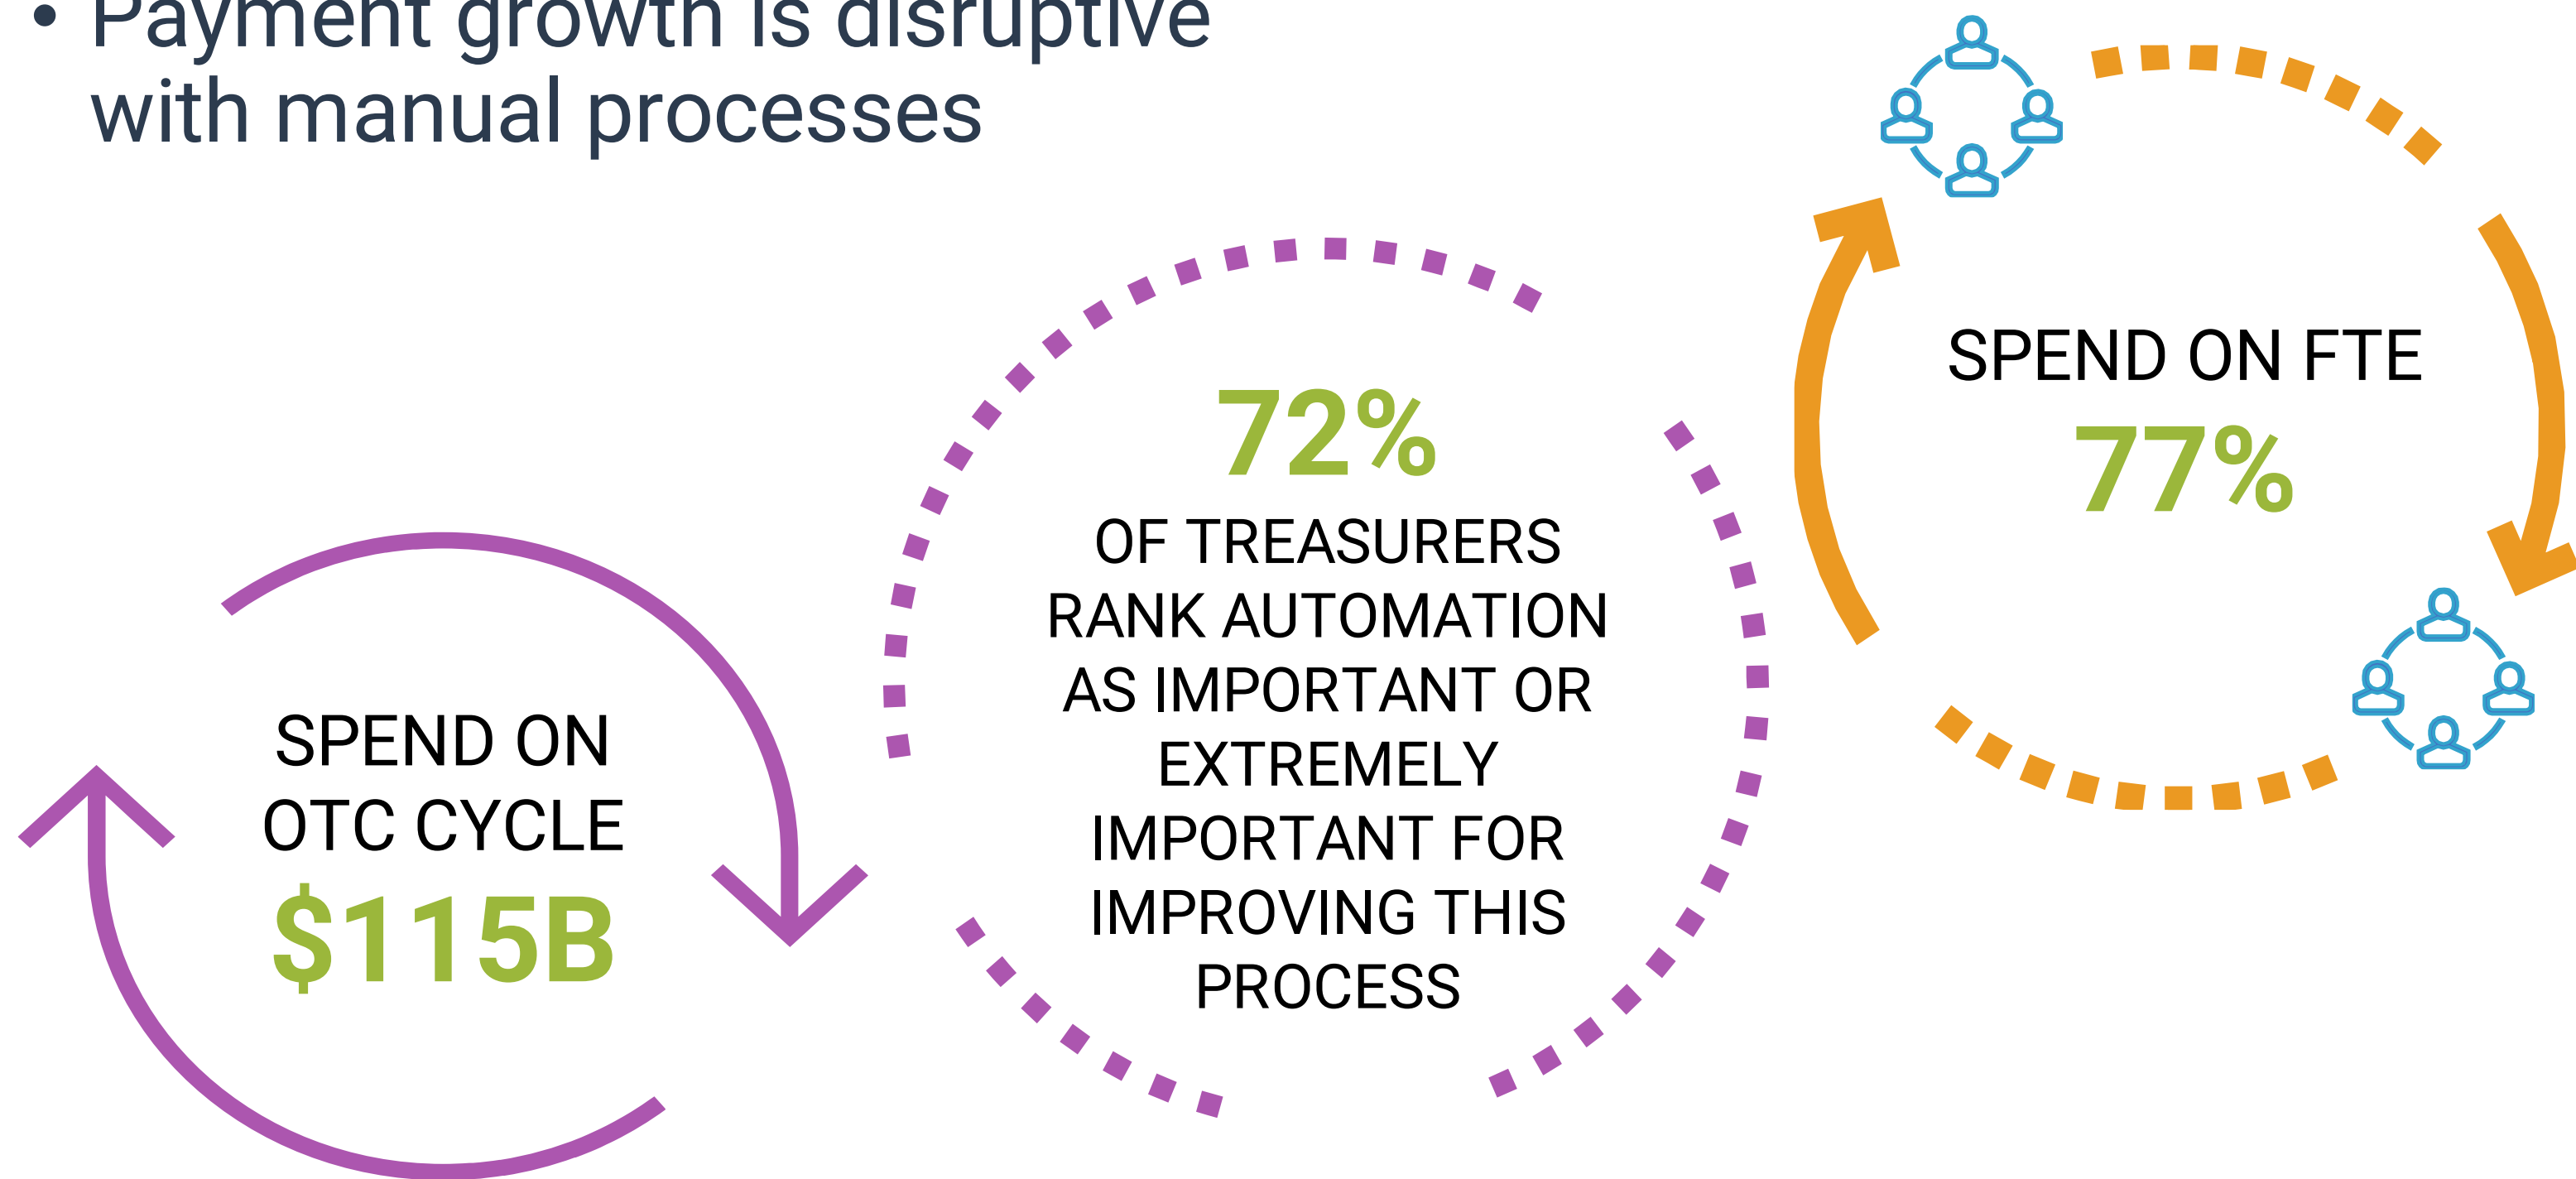 • Payment growth is disruptive
with manual processes
SPEND ON FTE
77%
72%
OF TREASURERS
RANK AUTOMATION
AS IMPORTANT OR
EXTREMELY
IMPORTANT FOR
IMPROVING THIS
PROCESS
SPEND ON
OTC CYCLE
$115B